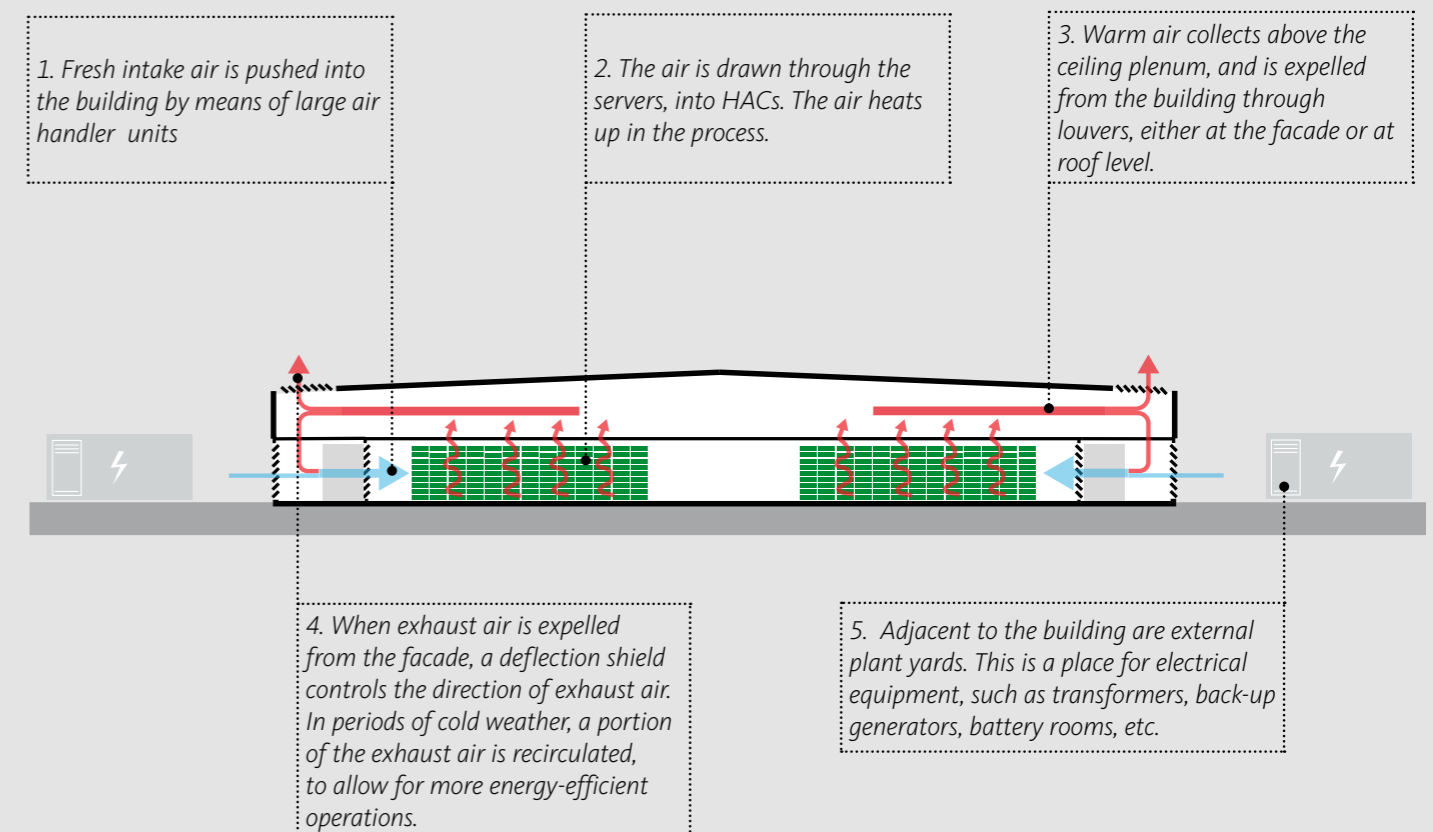 1. Fresh intake air is pushed into
the building by means of large air
handler units
2. The air is drawn through the
servers, into HACs. The air heats
up in the process.
3. Warm air collects above the
ceiling plenum, and is expelled
from the building through
louvers, either at the facade or at
roof level.
4. When exhaust air is expelled
from the facade, a deflection shield
controls the direction of exhaust air.
In periods of cold weather, a portion
of the exhaust air is recirculated,
to allow for more energy-efficient
operations.
5. Adjacent to the building are external
plant yards. This is a place for electrical
equipment, such as transformers, back-up
generators, battery rooms, etc.